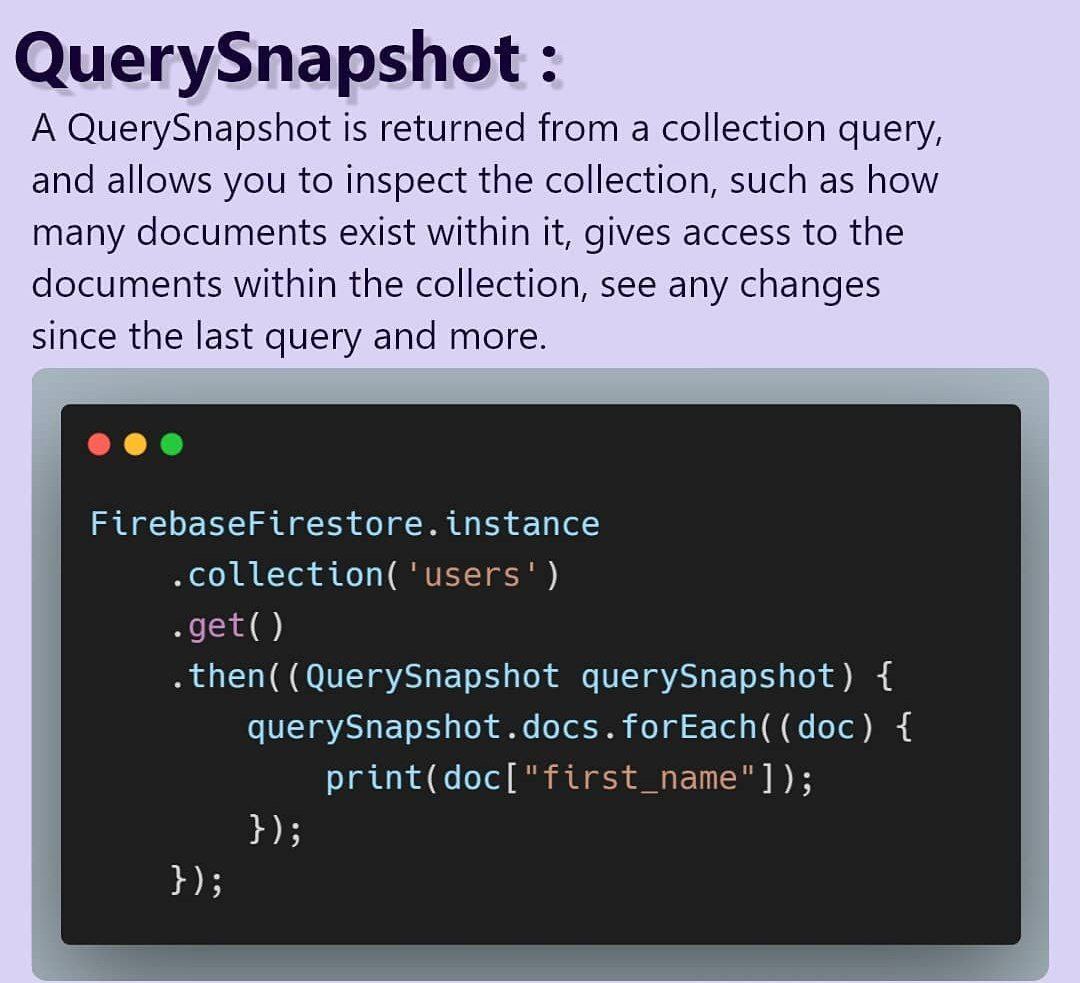 QuerySnapshot :
A QuerySnapshot is returned from a collection query,
and allows you to inspect the collection, such as how
many documents exist within it, gives access to the
documents within the collection, see any changes
since the last query and more.
FirebaseFirestore.instance
    .collection('users')
    .get()
    .then((QuerySnapshot querySnapshot) {
        querySnapshot.docs.forEach((doc) {
            print(doc["first_name"]);
        });
    });